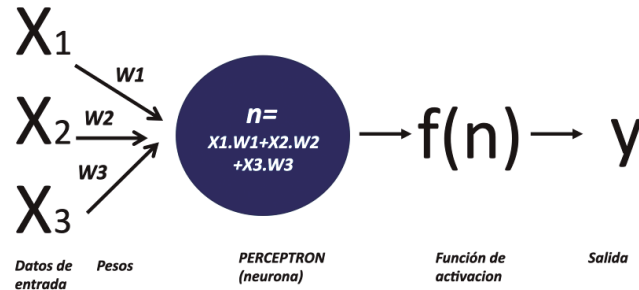 X1
W1
X2
W2
X3
W3
n=
X1.W1+X2.W2
+X3.W3
f(n)
y
Datos de
entrada
Pesos
PERCEPTRON
(neurona)
Función de
activacion
Salida